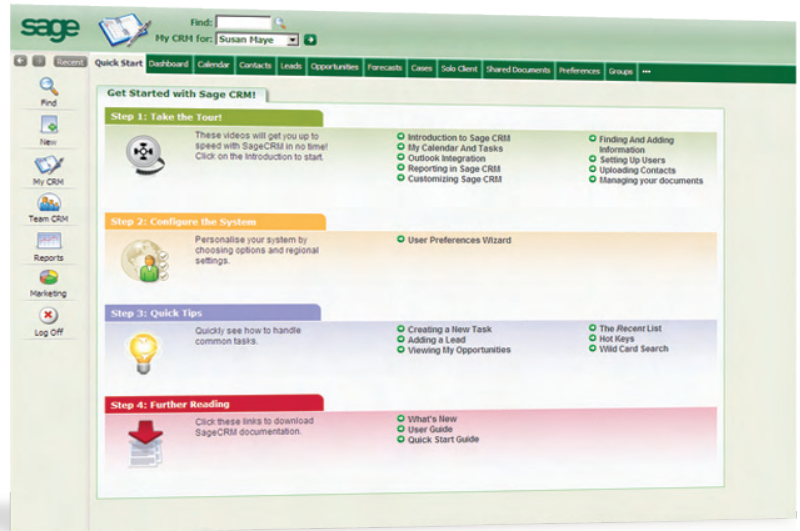 sage
Find:
My CRM for: Susan Maye
Recent
Quick Start Dashboard Calendar Contacts Leads Opportunities Forecasts Cases Solo Client Shared Documents Preferences Groups •••
Find
New
My CRM
Team CRM
Reports
Marketing
Log Off
Get Started with Sage CRM!
Step 1: Take the Tour!
These videos will get you up to
speed with SageCRM in no time!
Click on the Introduction to start.
Introduction to Sage CRM
My Calendar And Tasks
Outlook Integration
Reporting in Sage CRM
Customizing Sage CRM
Finding And Adding
Information
Setting Up Users
Uploading Contacts
Managing your documents
Step 2: Configure the System
Personalise your system by
choosing options and regional
settings.
User Preferences Wizard
Step 3: Quick Tips
Quickly see how to handle
common tasks.
Creating a New Task
Adding a Lead
Viewing My Opportunities
The Recent List
Hot Keys
Wild Card Search
Step 4: Further Reading
Click these links to download
SageCRM documentation.
What's New
User Guide
Quick Start Guide